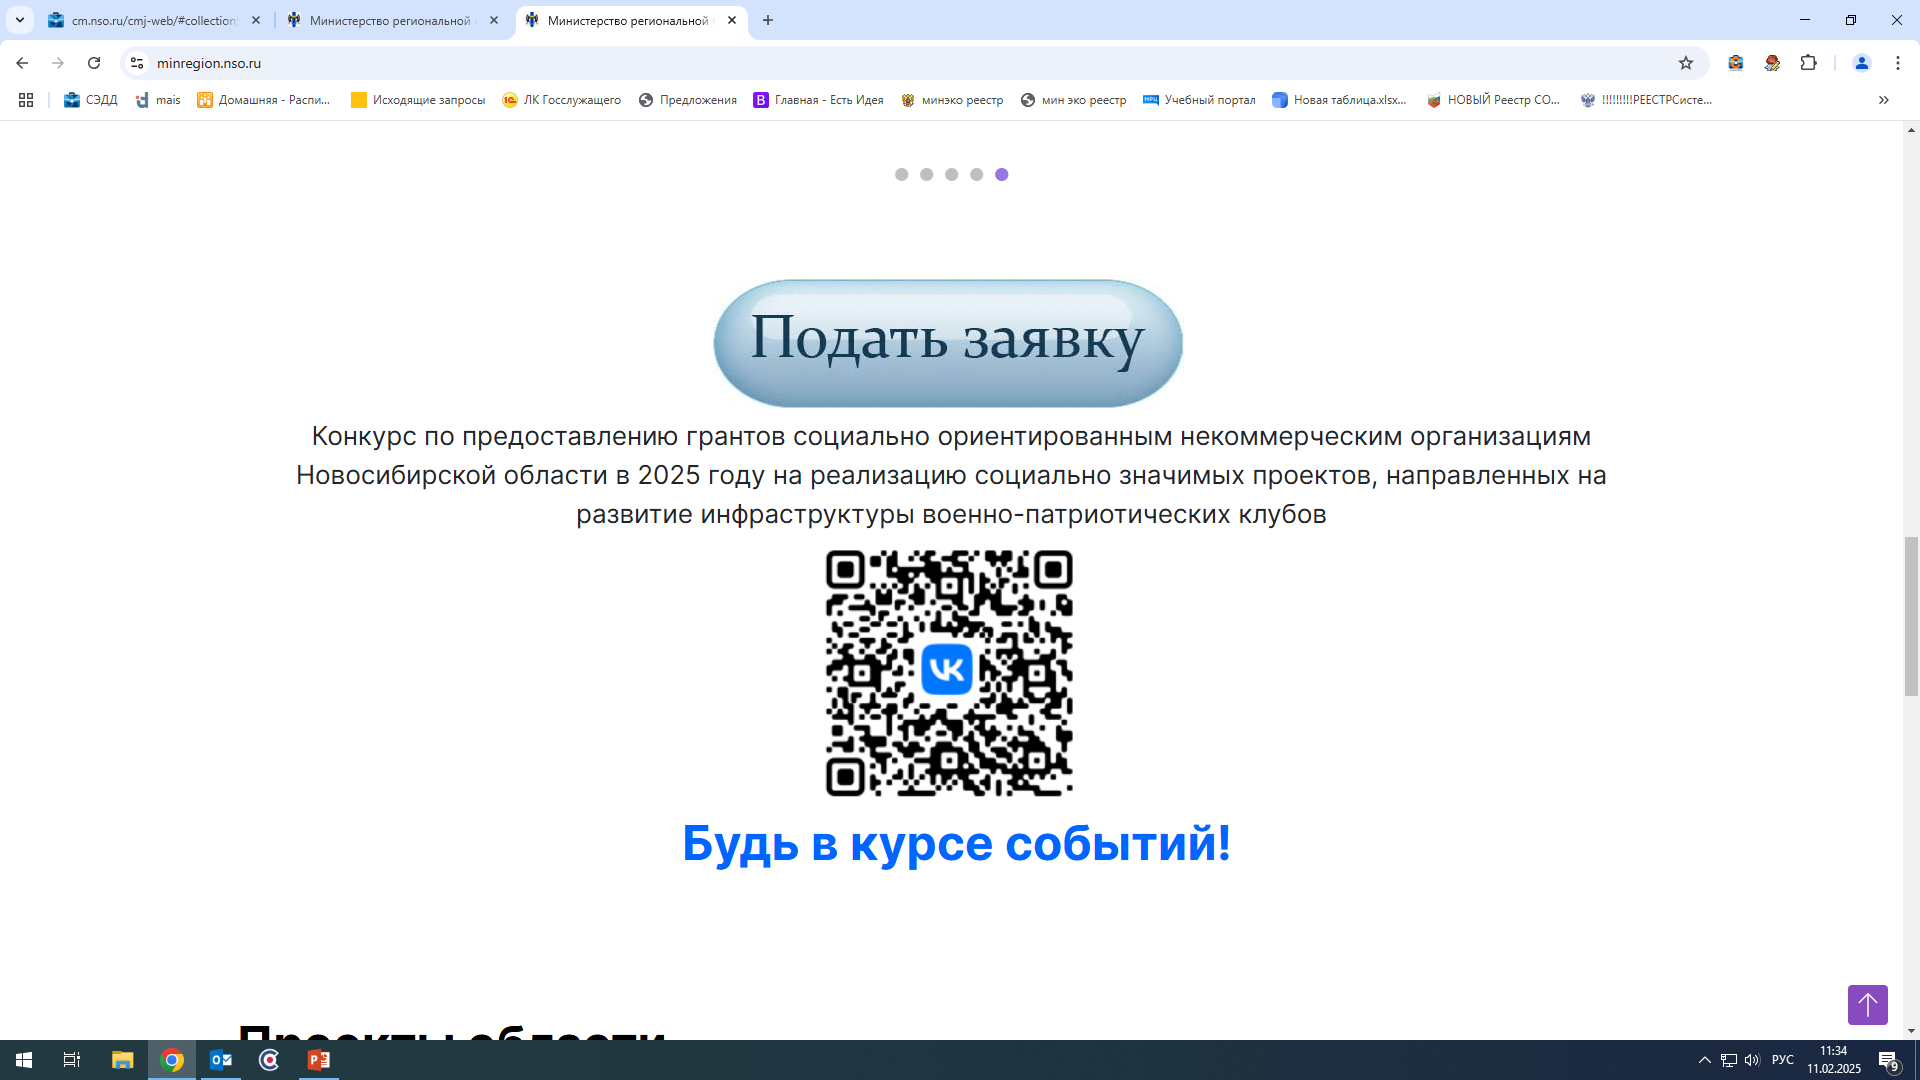 cm.nso.ru/cmj-web/#collection
Министерство региональной
Министерство региональной
minregion.nso.ru
СЭДД
mais
Домашняя - Распи...
Исходящие запросы
ЛК Госслужащего
Предложения
Главная - Есть Идея
минэко реестр
мин эко реестр
Учебный портал
Новая таблица.xlsx...
НОВЫЙ Реестр СО...
!!!!!!!!!РЕЕСТРСисте...
Подать заявку
Конкурс по предоставлению грантов социально ориентированным некоммерческим организациям
Новосибирской области в 2025 году на реализацию социально значимых проектов, направленных на
развитие инфраструктуры военно-патриотических клубов
Будь в курсе событий!
Проекты области
РУС
11:34
11.02.2025
9